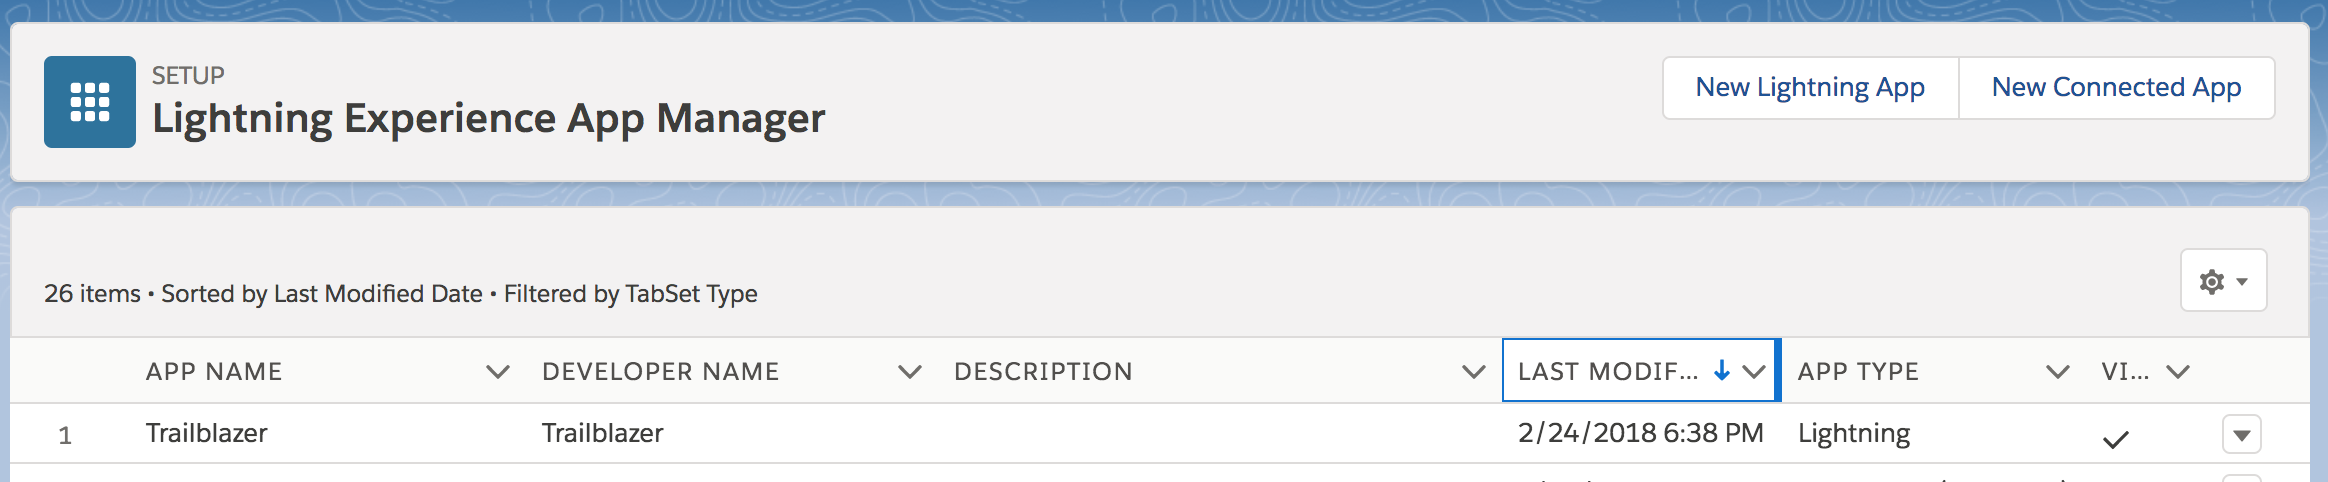 SETUP
Lightning Experience App Manager
New Lightning App
New Connected App
26 items • Sorted by Last Modified Date • Filtered by TabSet Type
APP NAME DEVELOPER NAME DESCRIPTION LAST MODIF... APP TYPE VI...
1 Trailblazer Trailblazer 2/24/2018 6:38 PM Lightning